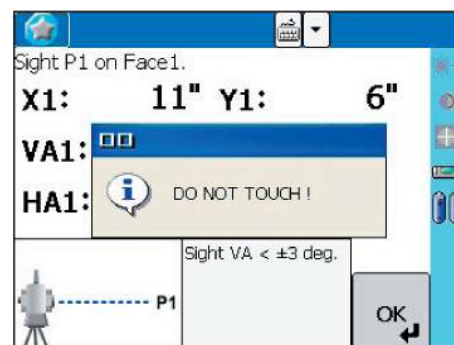 Sight P1 on Face1.
X1: 11" Y1: 6"
VA1:
DO NOT TOUCH !
HA1:
Sight VA < ±3 deg.
P1
OK